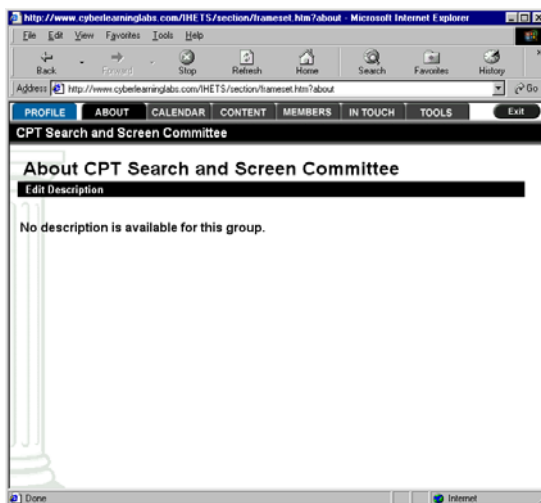 http://www.cyberlearninglabs.com/IHETS/section/frameset.htm?about - Microsoft Internet Explorer
File Edit View Favorites Tools Help
Back Forward Stop Refresh Home Search Favorites History
Address http://www.cyberlearninglabs.com/IHETS/section/frameset.htm?about Go
PROFILE ABOUT CALENDAR CONTENT MEMBERS IN TOUCH TOOLS Exit
CPT Search and Screen Committee
About CPT Search and Screen Committee
Edit Description
No description is available for this group.
Done Internet